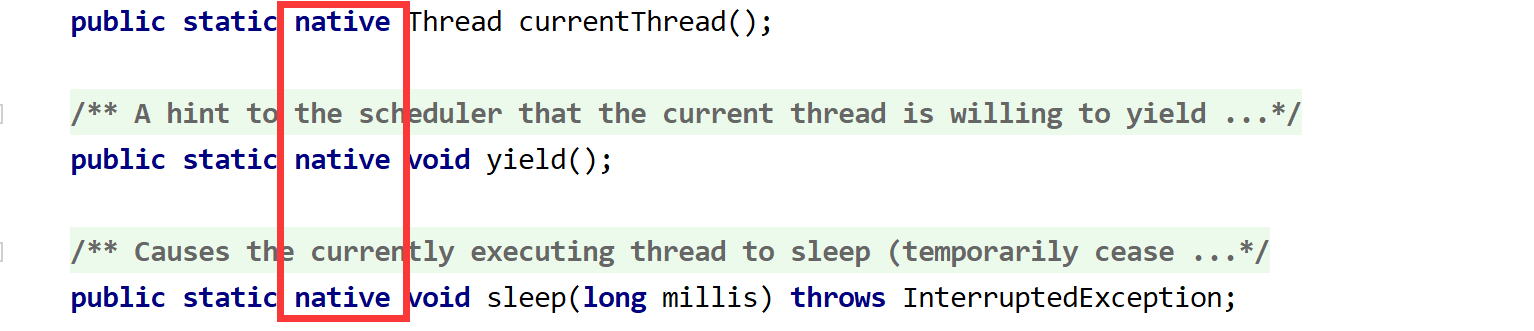 public static native Thread currentThread();
/** A hint to the scheduler that the current thread is willing to yield ...*/
public static native void yield();
/** Causes the currently executing thread to sleep (temporarily cease ...*/
public static native void sleep(long millis) throws InterruptedException;